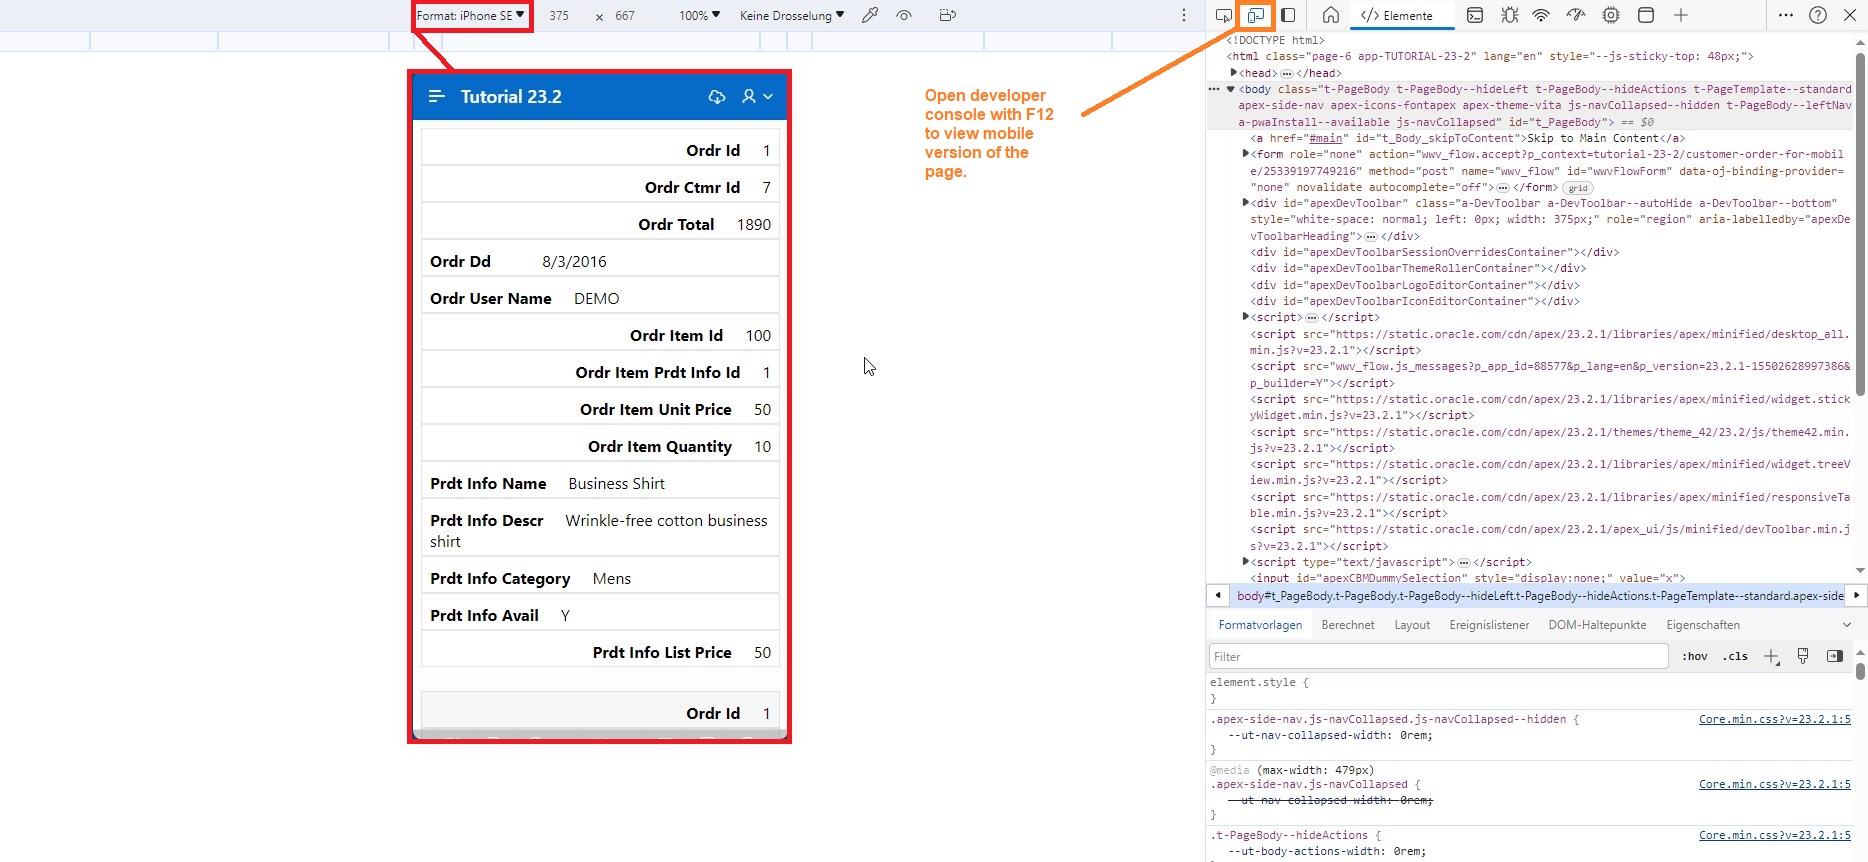 Format: iPhone SE ▼ 375 × 667 100% ▼ Keine Drosselung ▼
</> Elemente
Tutorial 23.2
Ordr Id 1
Ordr Ctmr Id 7
Ordr Total 1890
Ordr Dd 8/3/2016
Ordr User Name DEMO
Ordr Item Id 100
Ordr Item Prdt Info Id 1
Ordr Item Unit Price 50
Ordr Item Quantity 10
Prdt Info Name Business Shirt
Prdt Info Descr Wrinkle-free cotton business
shirt
Prdt Info Category Mens
Prdt Info Avail Y
Prdt Info List Price 50
Ordr Id 1
Open developer
console with F12
to view mobile
version of the
page.
<!DOCTYPE html>
<html class="page-6 app-TUTORIAL-23-2" lang="en" style="--js-sticky-top: 48px;">
<head> … </head>
<body class="t-PageBody t-PageBody--hideLeft t-PageBody--hideActions t-PageTemplate--standard
apex-side-nav apex-icons-fontapex apex-theme-vita js-navCollapsed--hidden t-PageBody--leftNav
a-pwaInstall--available js-navCollapsed" id="t_PageBody"> == $0
<a href="#main" id="t_Body_skipToContent">Skip to Main Content</a>
<form role="none" action="wwv_flow.accept?p_context=tutorial-23-2/customer-order-for-mobil
e/25339197749216" method="post" name="wwv_flow" id="wwvFlowForm" data-oj-binding-provider=
"none" novalidate autocomplete="off"> … </form> grid
<div id="apexDevToolbar" class="a-DevToolbar a-DevToolbar--autoHide a-DevToolbar--bottom"
style="white-space: normal; left: 0px; width: 375px;" role="region" aria-labelledby="apexDe
vToolbarHeading"> … </div>
<div id="apexDevToolbarSessionOverridesContainer"></div>
<div id="apexDevToolbarThemeRollerContainer"></div>
<div id="apexDevToolbarLogoEditorContainer"></div>
<div id="apexDevToolbarIconEditorContainer"></div>
<script> … </script>
<script src="https://static.oracle.com/cdn/apex/23.2.1/libraries/apex/minified/desktop_all.
min.js?v=23.2.1"></script>
<script src="wwv_flow.js_messages?p_app_id=88577&p_lang=en&p_version=23.2.1-15502628997386&
p_builder=Y"></script>
<script src="https://static.oracle.com/cdn/apex/23.2.1/libraries/apex/minified/widget.stick
yWidget.min.js?v=23.2.1"></script>
<script src="https://static.oracle.com/cdn/apex/23.2.1/themes/theme_42/23.2/js/theme42.min.
js?v=23.2.1"></script>
<script src="https://static.oracle.com/cdn/apex/23.2.1/libraries/apex/minified/widget.treeV
iew.min.js?v=23.2.1"></script>
<script src="https://static.oracle.com/cdn/apex/23.2.1/libraries/apex/minified/responsiveTa
ble.min.js?v=23.2.1"></script>
<script src="https://static.oracle.com/cdn/apex/23.2.1/apex_ui/js/minified/devToolbar.min.j
s?v=23.2.1"></script>
<script type="text/javascript"> … </script>
<input id="apexCBMDummySelection" style="display:none;" value="x">
body#t_PageBody.t-PageBody.t-PageBody--hideLeft.t-PageBody--hideActions.t-PageTemplate--standard.apex-side
Formatvorlagen Berechnet Layout Ereignislistener DOM-Haltepunkte Eigenschaften
Filter :hov .cls
element.style {
}
.apex-side-nav.js-navCollapsed.js-navCollapsed--hidden { Core.min.css?v=23.2.1:5
--ut-nav-collapsed-width: 0rem;
}
@media (max-width: 479px)
.apex-side-nav.js-navCollapsed { Core.min.css?v=23.2.1:5
--ut-nav-collapsed-width: 0rem;
}
.t-PageBody--hideActions { Core.min.css?v=23.2.1:5
--ut-body-actions-width: 0rem;